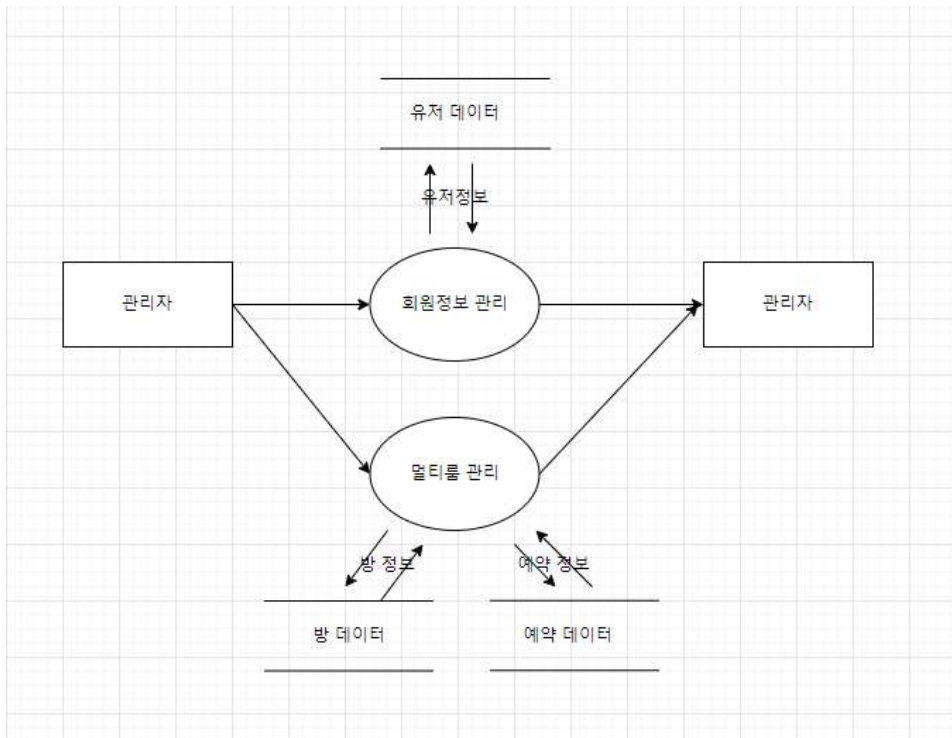 유저 데이터
유저정보
관리자
회원정보 관리
관리자
멀티룸 관리
방 정보
예약 정보
방 데이터
예약 데이터